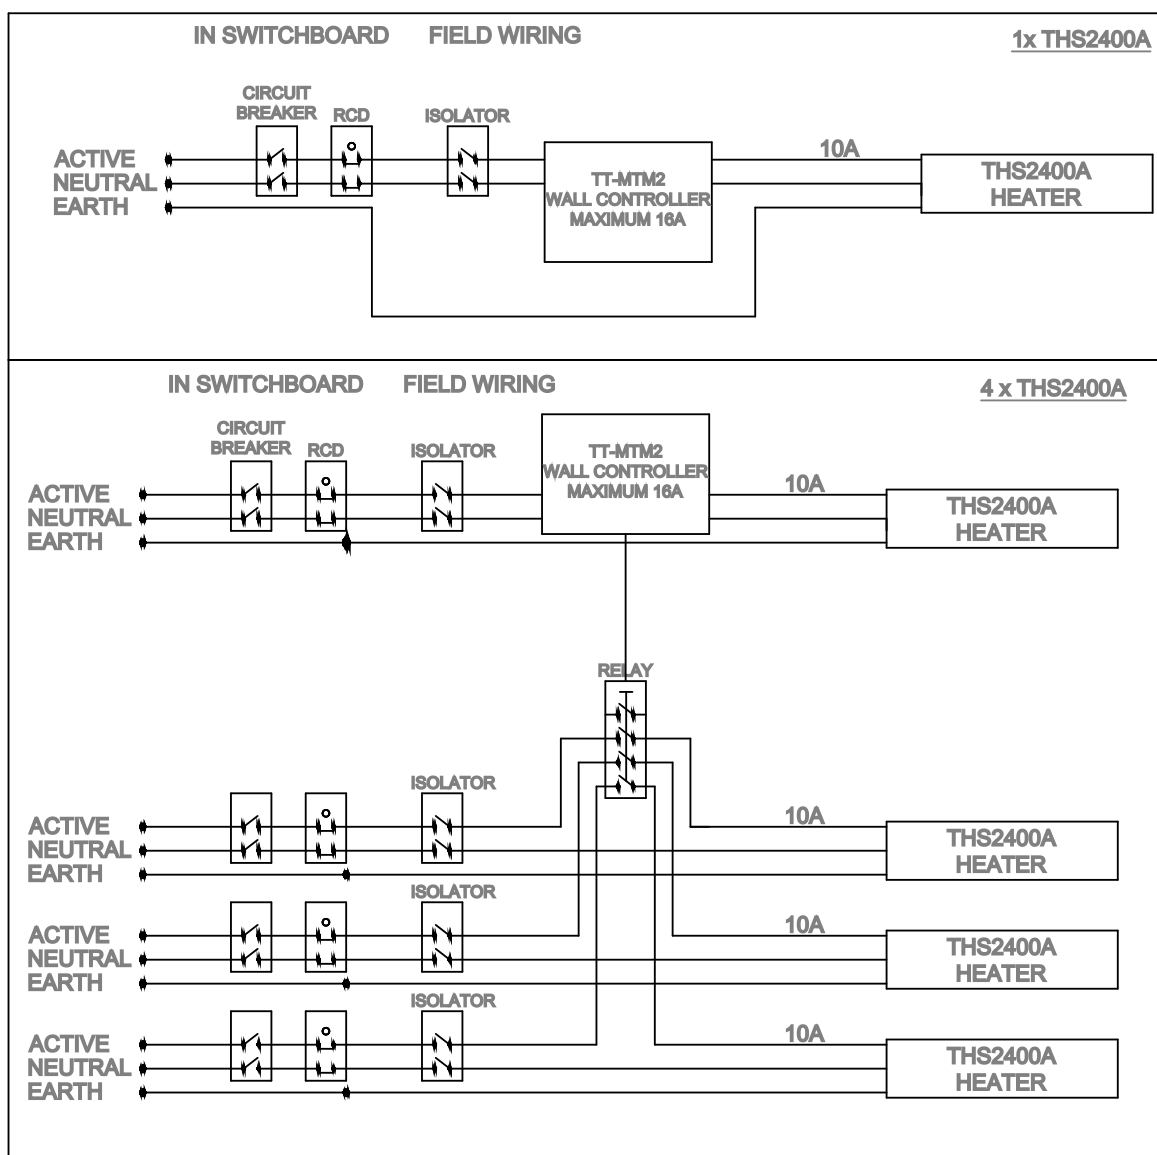 IN SWITCHBOARD FIELD WIRING
1x THS2400A
CIRCUIT
BREAKER
RCD
ISOLATOR
ACTIVE
NEUTRAL
EARTH
TT-MTM2
WALL CONTROLLER
MAXIMUM 16A
10A
THS2400A
HEATER
IN SWITCHBOARD FIELD WIRING
4 x THS2400A
CIRCUIT
BREAKER
RCD
ISOLATOR
TT-MTM2
WALL CONTROLLER
MAXIMUM 16A
ACTIVE
NEUTRAL
EARTH
10A
THS2400A
HEATER
RELAY
ISOLATOR
ACTIVE
NEUTRAL
EARTH
10A
THS2400A
HEATER
ISOLATOR
ACTIVE
NEUTRAL
EARTH
10A
THS2400A
HEATER
ISOLATOR
ACTIVE
NEUTRAL
EARTH
10A
THS2400A
HEATER